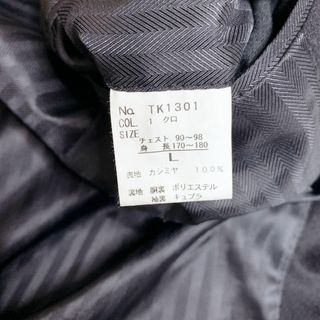 No. TK1301
COL. 1 クロ
SIZE
チェスト 90～98
身 長 170～180
L
表地 カシミヤ 100%
裏地 胴裏 ポリエステル
袖裏 キュプラ